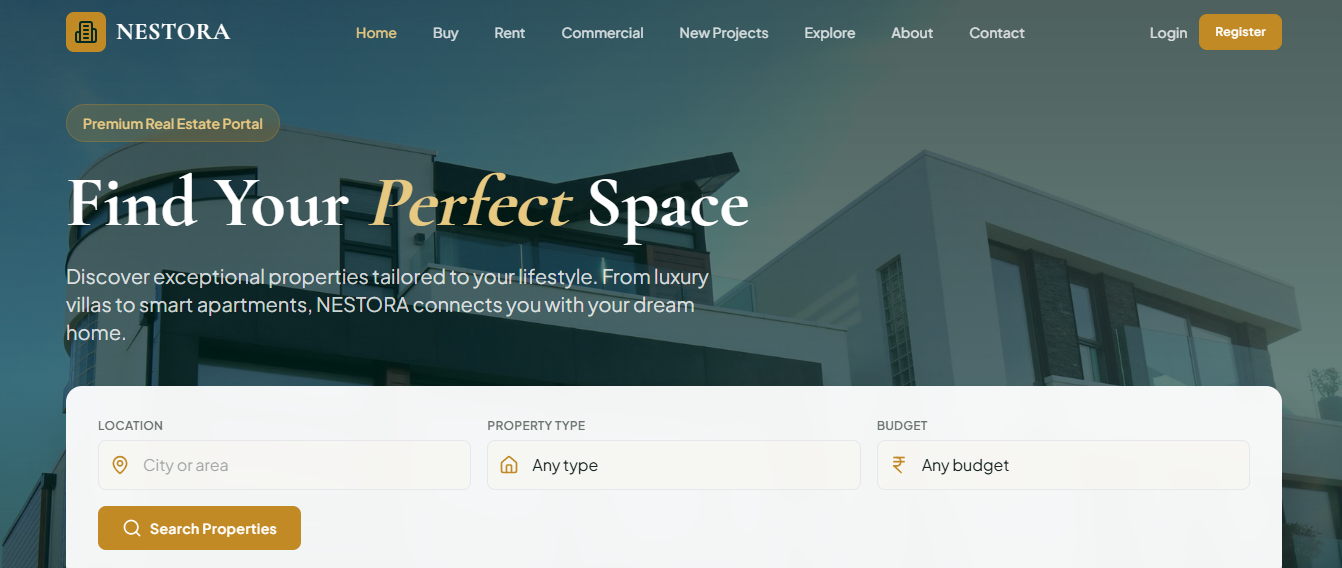 NESTORA
Home
Buy
Rent
Commercial
New Projects
Explore
About
Contact
Login
Register
Premium Real Estate Portal
Find Your Perfect Space
Discover exceptional properties tailored to your lifestyle. From luxury
villas to smart apartments, NESTORA connects you with your dream
home.
LOCATION
City or area
PROPERTY TYPE
Any type
BUDGET
₹ Any budget
Search Properties